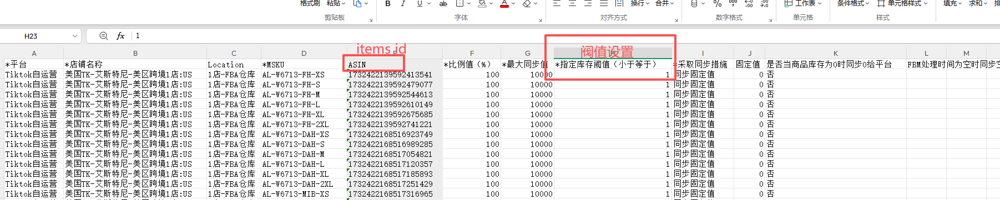 格式刷 粘贴 B I U ab A 换行 合并 % 工作表 条件格式 单元格样式 填充 求和
剪贴板 字体 对齐方式 数字格式 单元格 样式
H23 fx 1
items id 阀值设置
A B C D F G I J K L M
*平台 *店铺名称 Location *MSKU ASIN *比例值（%） *最大同步值 *指定库存阈值（小于等于） *采取同步措施 固定值 是否当商品库存为0时同步0给平台 FBM处理时间为空时同步空
Tiktok自运营 美国TK-艾斯特尼-美区跨境1店:US 1店-FBA仓库 AL-W6713-FH-XS 1732422139592413541 100 10000 1 同步固定值 0 否
Tiktok自运营 美国TK-艾斯特尼-美区跨境1店:US 1店-FBA仓库 AL-W6713-FH-S 1732422139592479077 100 10000 1 同步固定值 0 否
Tiktok自运营 美国TK-艾斯特尼-美区跨境1店:US 1店-FBA仓库 AL-W6713-FH-M 1732422139592544613 100 10000 1 同步固定值 0 否
Tiktok自运营 美国TK-艾斯特尼-美区跨境1店:US 1店-FBA仓库 AL-W6713-FH-L 1732422139592610149 100 10000 1 同步固定值 0 否
Tiktok自运营 美国TK-艾斯特尼-美区跨境1店:US 1店-FBA仓库 AL-W6713-FH-XL 1732422139592675685 100 10000 1 同步固定值 0 否
Tiktok自运营 美国TK-艾斯特尼-美区跨境1店:US 1店-FBA仓库 AL-W6713-FH-2XL 1732422139592741221 100 10000 1 同步固定值 0 否
Tiktok自运营 美国TK-艾斯特尼-美区跨境1店:US 1店-FBA仓库 AL-W6713-DAH-XS 1732422168516923749 100 10000 1 同步固定值 0 否
Tiktok自运营 美国TK-艾斯特尼-美区跨境1店:US 1店-FBA仓库 AL-W6713-DAH-S 1732422168516989285 100 10000 1 同步固定值 0 否
Tiktok自运营 美国TK-艾斯特尼-美区跨境1店:US 1店-FBA仓库 AL-W6713-DAH-M 1732422168517054821 100 10000 1 同步固定值 0 否
Tiktok自运营 美国TK-艾斯特尼-美区跨境1店:US 1店-FBA仓库 AL-W6713-DAH-L 1732422168517120357 100 10000 1 同步固定值 0 否
Tiktok自运营 美国TK-艾斯特尼-美区跨境1店:US 1店-FBA仓库 AL-W6713-DAH-XL 1732422168517185893 100 10000 1 同步固定值 0 否
Tiktok自运营 美国TK-艾斯特尼-美区跨境1店:US 1店-FBA仓库 AL-W6713-DAH-2XL 1732422168517251429 100 10000 1 同步固定值 0 否
Tiktok自运营 美国TK-艾斯特尼-美区跨境1店:US 1店-FBA仓库 AL-W6713-MIB-XS 1732422168517316965 100 10000 1 同步固定值 0 否